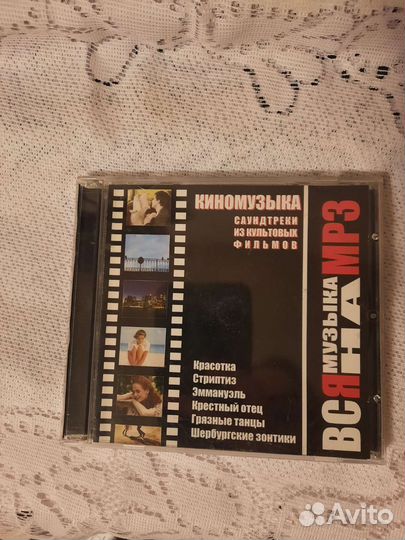 КИНОМУЗЫКА
САУНДТРЕКИ
ИЗ КУЛЬТОВЫХ
ФИЛЬМОВ
Красотка
Стриптиз
Эммануэль
Крестный отец
Грязные танцы
Шербургские зонтики
ВСЯ МУЗЫКА НА MP3
Avito